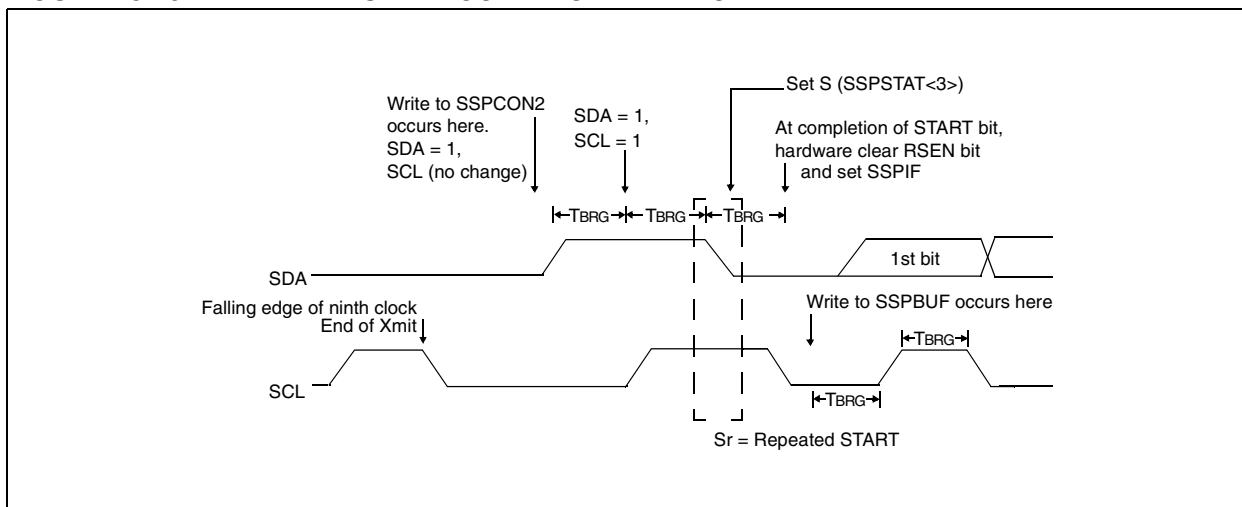 Set S (SSPSTAT<3>)
Write to SSPCON2
occurs here.
SDA = 1,
SCL (no change)
SDA = 1,
SCL = 1
At completion of START bit,
hardware clear RSEN bit
and set SSPIF
TBRG
TBRG
TBRG
SDA
1st bit
Falling edge of ninth clock
End of Xmit
Write to SSPBUF occurs here
TBRG
SCL
TBRG
Sr = Repeated START